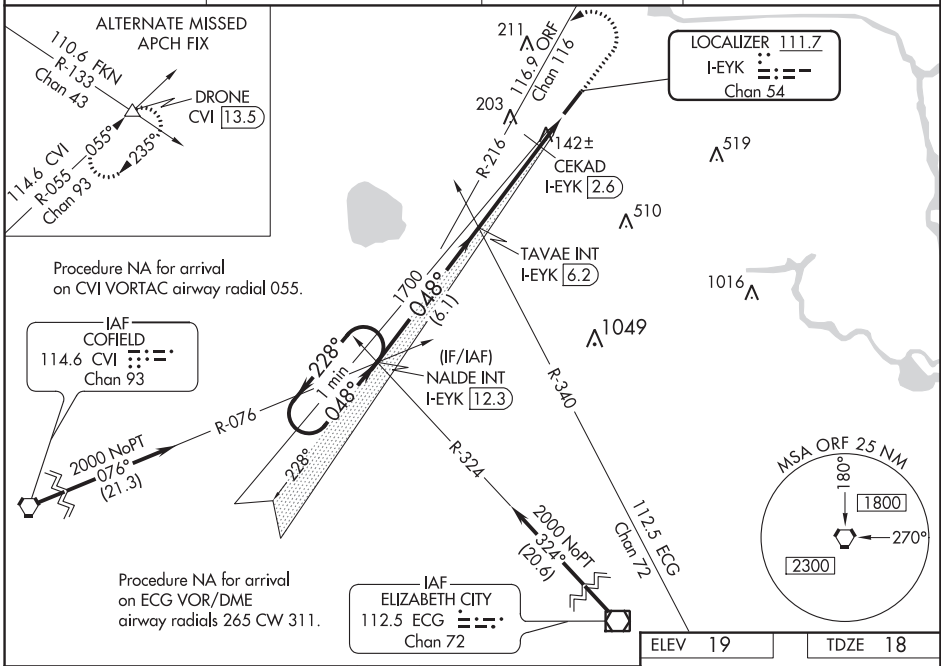 ALTERNATE MISSED
APCH FIX
110.6 FKN
R-133
Chan 43
DRONE
CVI 13.5
055°
235°
114.6 CVI
R-055
Chan 93
211
116.9 ORF
Chan 116
203
R-216
LOCALIZER 111.7
I-EYK
Chan 54
142±
CEKAD
I-EYK 2.6
519
510
TAVAE INT
I-EYK 6.2
1016
1049
Procedure NA for arrival
on CVI VORTAC airway radial 055.
1700
048°
(6.1)
IAF
COFIELD
114.6 CVI
Chan 93
228°
1 min
048°
(IF/IAF)
NALDE INT
I-EYK 12.3
R-340
R-076
2000 NoPT
076°
(21.3)
228°
R-324
2000 NoPT
324°
(20.6)
112.5 ECG
Chan 72
MSA ORF 25 NM
180°
1800
270°
2300
Procedure NA for arrival
on ECG VOR/DME
airway radials 265 CW 311.
IAF
ELIZABETH CITY
112.5 ECG
Chan 72
ELEV 19
TDZE 18